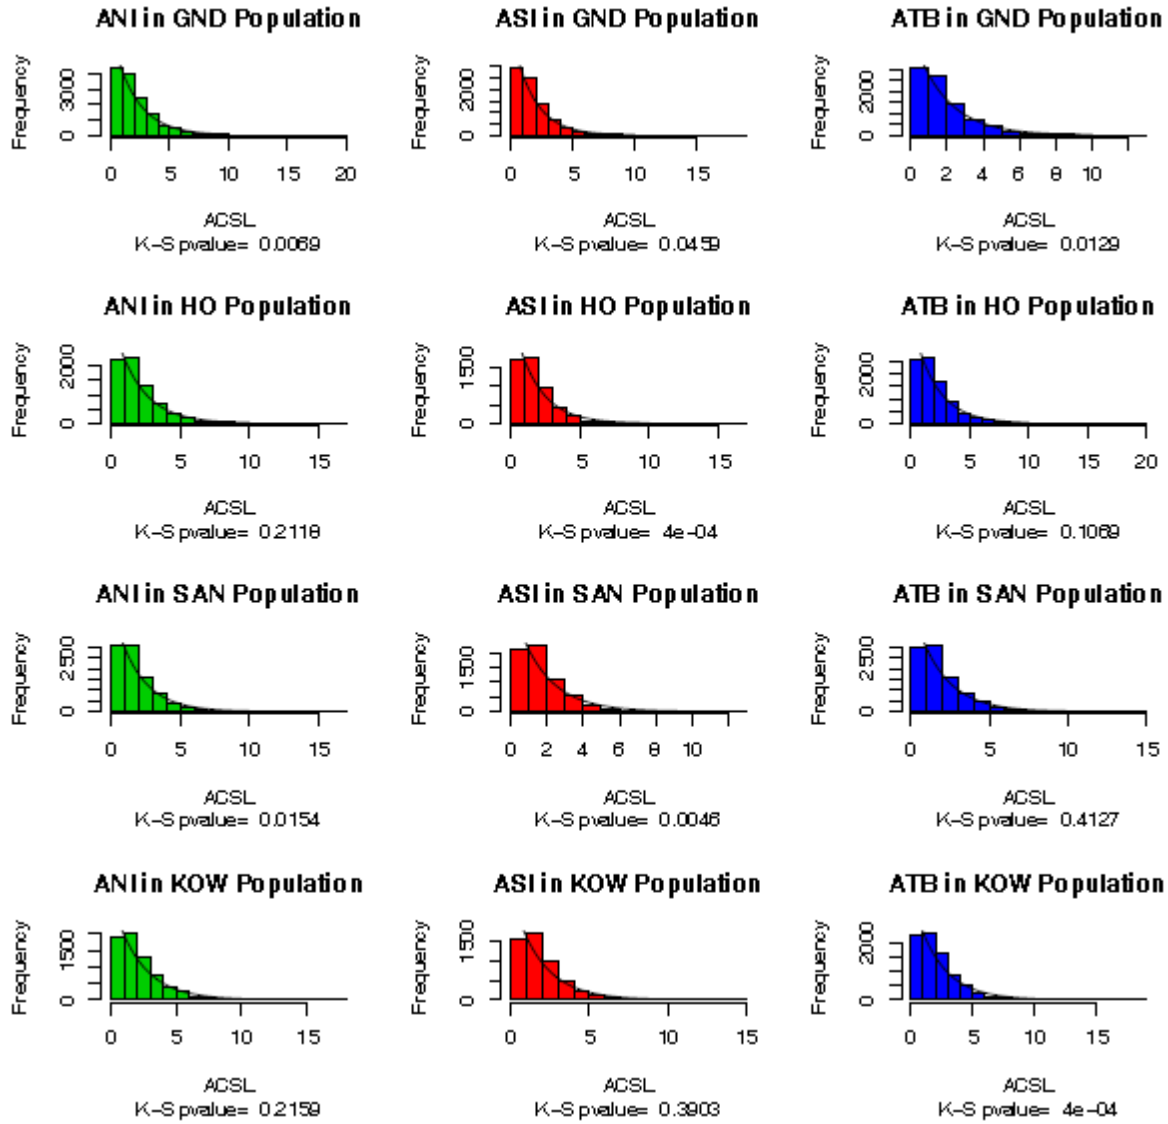 ANI in GND Population
ASI in GND Population
ATB in GND Population
Frequency
0 3000
0 5 10 15 20
ACSL
K-S pvalue= 0.0069
Frequency
0 2000
0 5 10 15
ACSL
K-S pvalue= 0.0459
Frequency
0 2000
0 2 4 6 8 10
ACSL
K-S pvalue= 0.0129
ANI in HO Population
ASI in HO Population
ATB in HO Population
Frequency
0 2000
0 5 10 15
ACSL
K-S pvalue= 0.2118
Frequency
0 1500
0 5 10 15
ACSL
K-S pvalue= 4e-04
Frequency
0 2000
0 5 10 15 20
ACSL
K-S pvalue= 0.1069
ANI in SAN Population
ASI in SAN Population
ATB in SAN Population
Frequency
0 2500
0 5 10 15
ACSL
K-S pvalue= 0.0154
Frequency
0 1500
0 2 4 6 8 10
ACSL
K-S pvalue= 0.0046
Frequency
0 2500
0 5 10 15
ACSL
K-S pvalue= 0.4127
ANI in KOW Population
ASI in KOW Population
ATB in KOW Population
Frequency
0 1500
0 5 10 15
ACSL
K-S pvalue= 0.2159
Frequency
0 1500
0 5 10 15
ACSL
K-S pvalue= 0.3903
Frequency
0 2000
0 5 10 15
ACSL
K-S pvalue= 4e-04